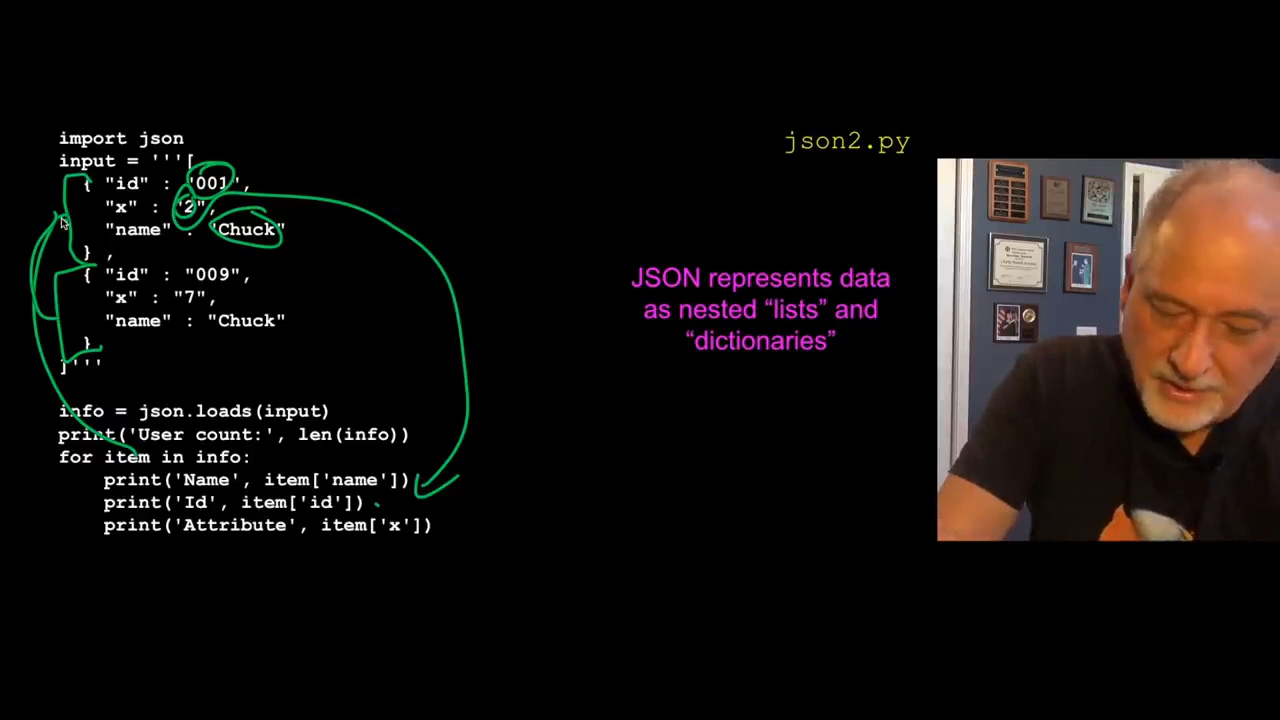 import json
input = '''[
{ "id" : "001",
"x" : "2",
"name" : "Chuck"
} ,
{ "id" : "009",
"x" : "7",
"name" : "Chuck"
}
]'''
info = json.loads(input)
print('User count:', len(info))
for item in info:
print('Name', item['name'])
print('Id', item['id'])
print('Attribute', item['x'])
json2.py
JSON represents data
as nested “lists” and
“dictionaries”